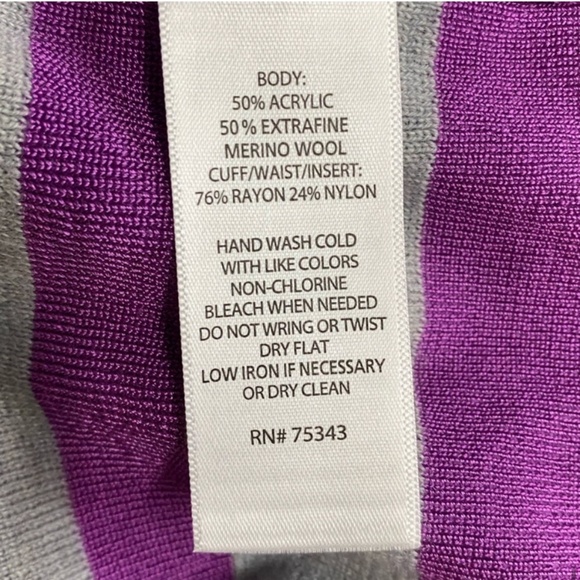 BODY:
50% ACRYLIC
50% EXTRAFINE
MERINO WOOL
CUFF/WAIST/INSERT:
76% RAYON 24% NYLON
HAND WASH COLD
WITH LIKE COLORS
NON-CHLORINE
BLEACH WHEN NEEDED
DO NOT WRING OR TWIST
DRY FLAT
LOW IRON IF NECESSARY
OR DRY CLEAN
RN# 75343